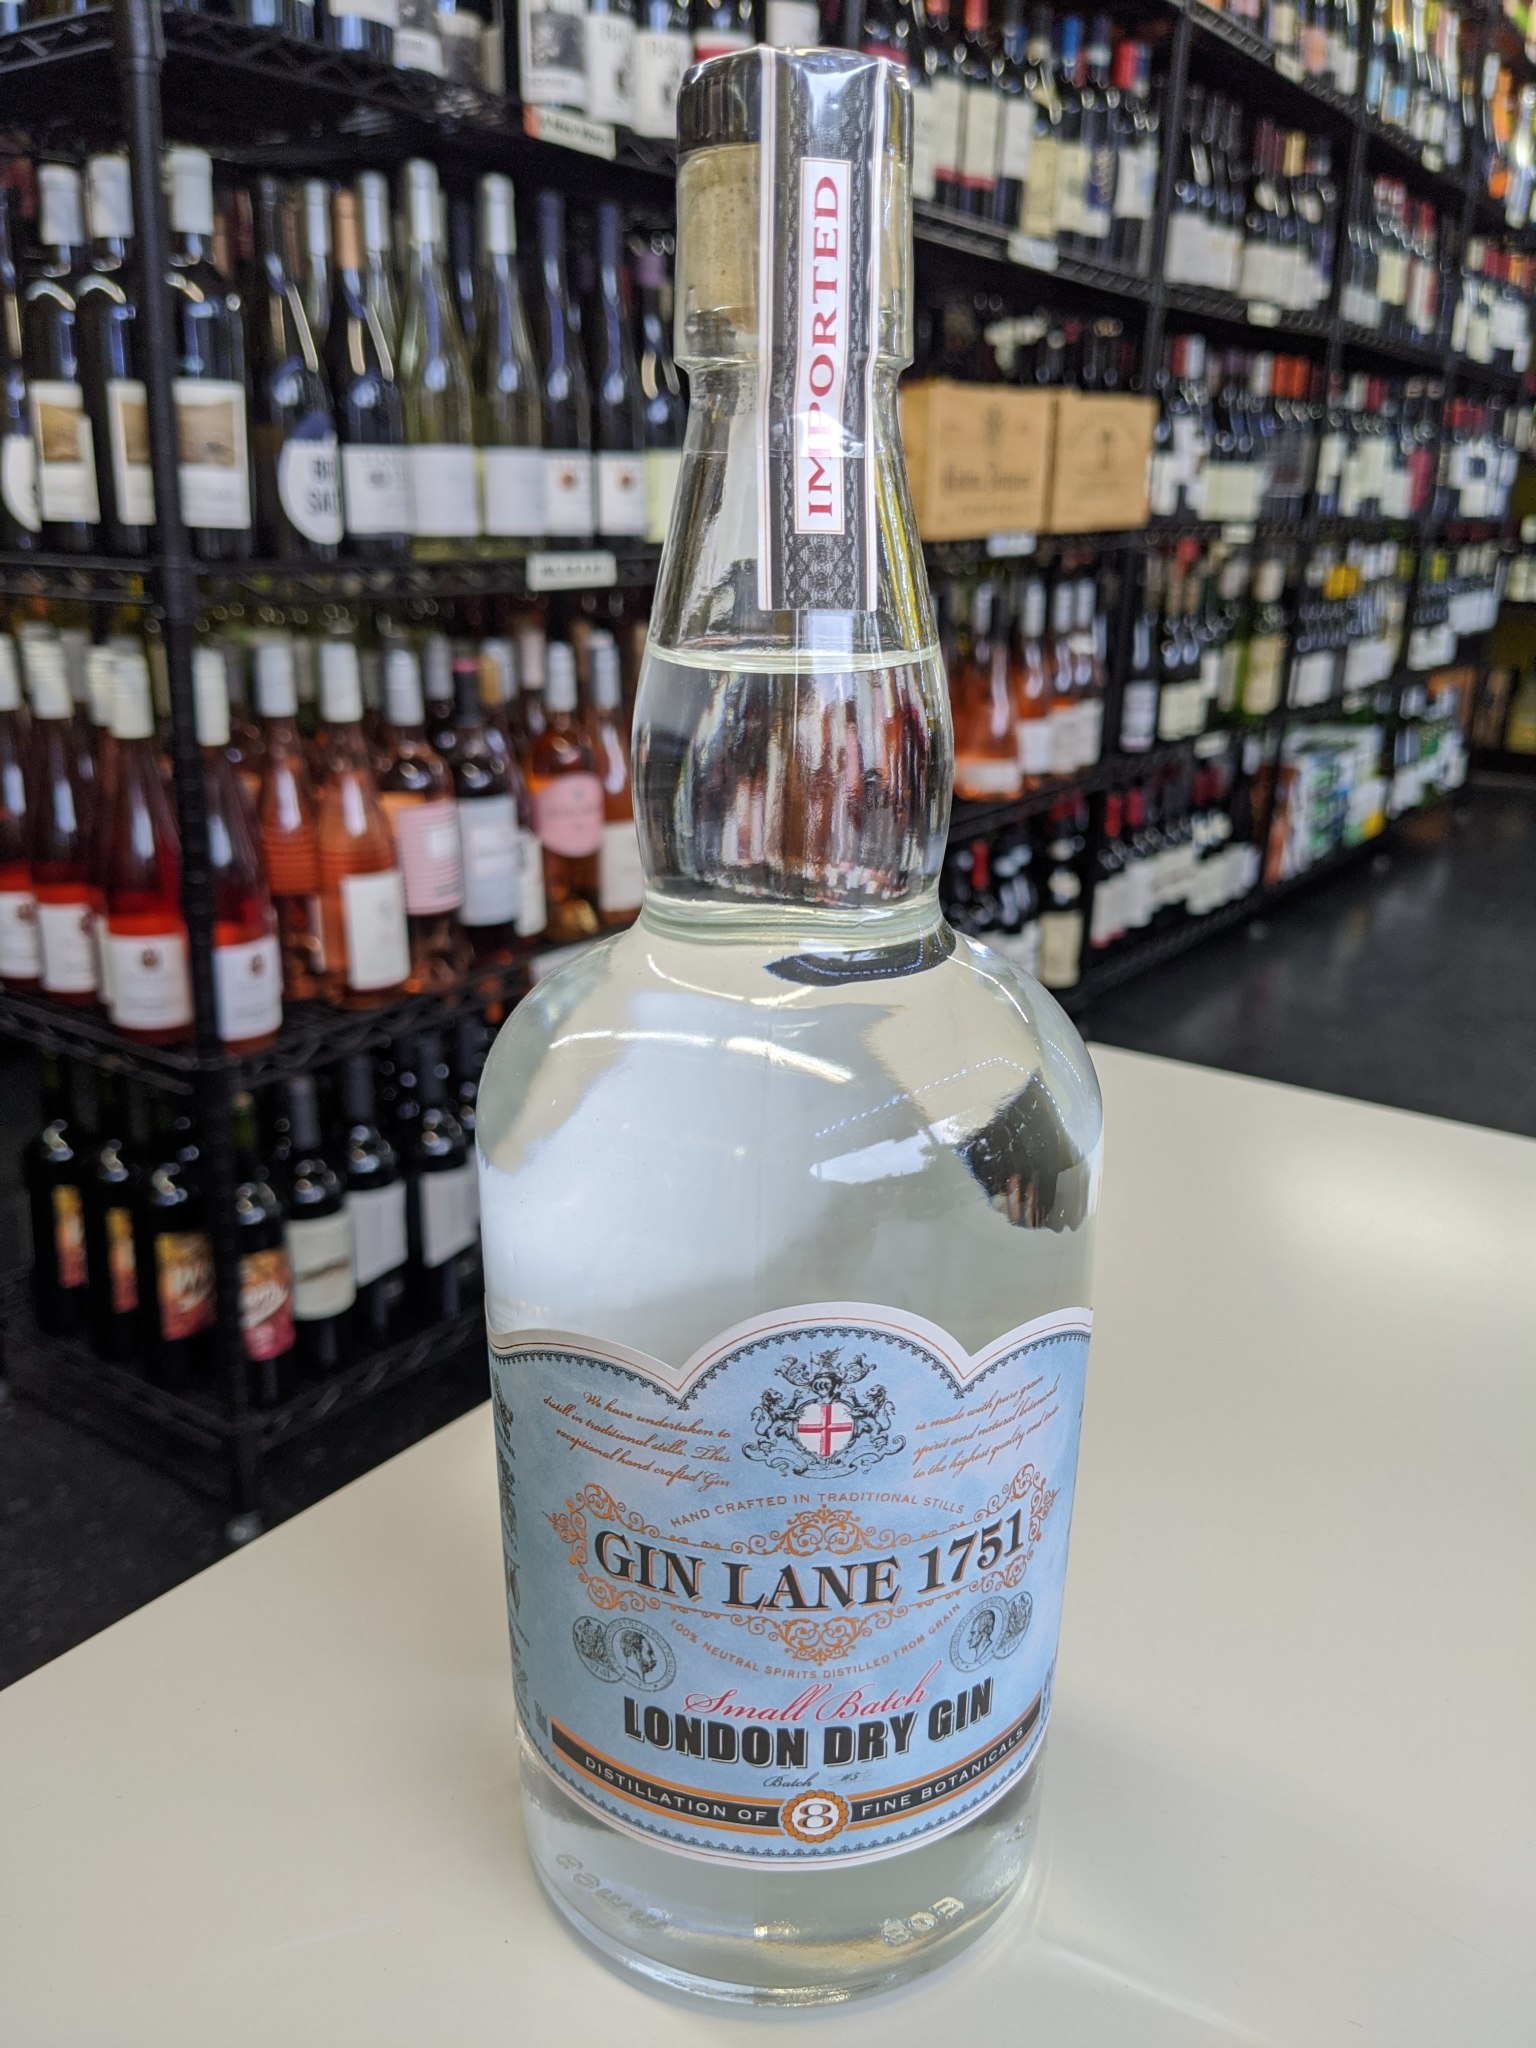 IMPORTED
We have undertaken to
distill in traditional stills. This
exceptional hand crafted Gin
is made with pure grain
spirit and natural botanicals
to the highest quality and taste
HAND CRAFTED IN TRADITIONAL STILLS
GIN LANE 1751
100% NEUTRAL SPIRITS DISTILLED FROM GRAIN
Small Batch
LONDON DRY GIN
Batch #5
DISTILLATION OF 8 FINE BOTANICALS